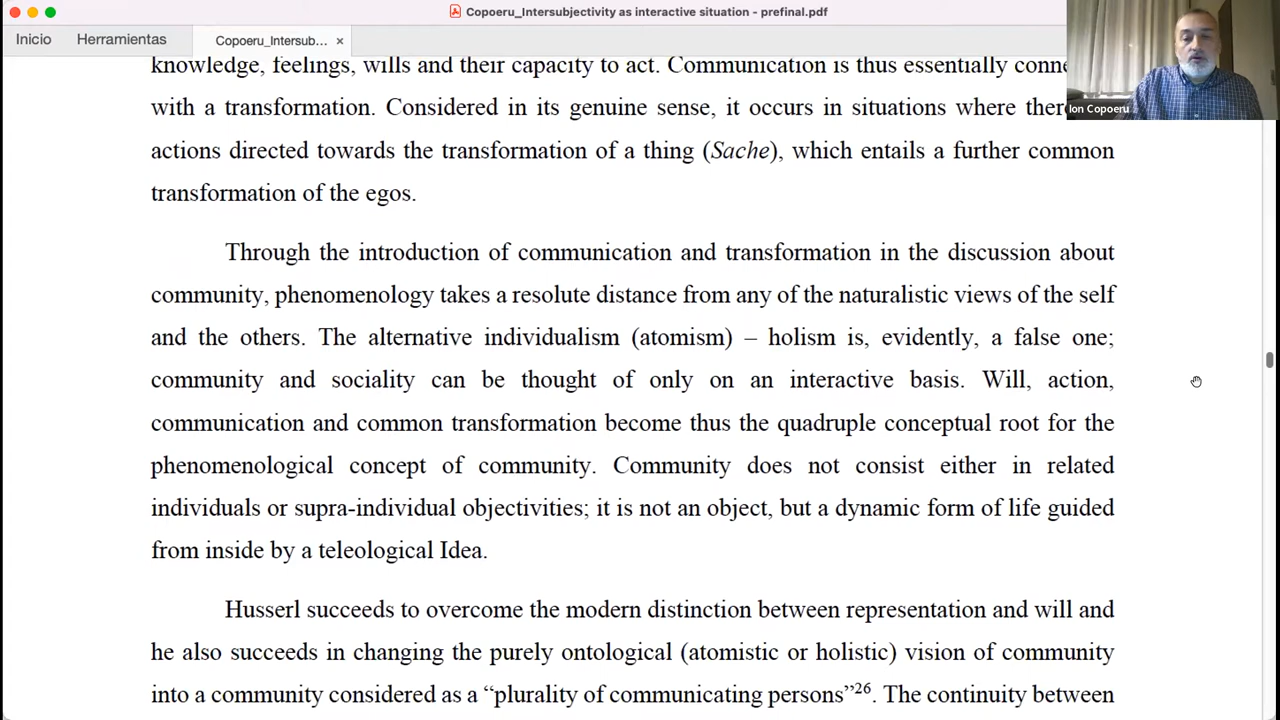 Copoeru_Intersubjectivity as interactive situation - prefinal.pdf
Inicio Herramientas Copoeru_Intersub... ×
knowledge, feelings, wills and their capacity to act. Communication is thus essentially conne
with a transformation. Considered in its genuine sense, it occurs in situations where there
Ion Copoeru
actions directed towards the transformation of a thing (Sache), which entails a further common
transformation of the egos.
Through the introduction of communication and transformation in the discussion about
community, phenomenology takes a resolute distance from any of the naturalistic views of the self
and the others. The alternative individualism (atomism) – holism is, evidently, a false one;
community and sociality can be thought of only on an interactive basis. Will, action,
communication and common transformation become thus the quadruple conceptual root for the
phenomenological concept of community. Community does not consist either in related
individuals or supra-individual objectivities; it is not an object, but a dynamic form of life guided
from inside by a teleological Idea.
Husserl succeeds to overcome the modern distinction between representation and will and
he also succeeds in changing the purely ontological (atomistic or holistic) vision of community
into a community considered as a “plurality of communicating persons”26. The continuity between